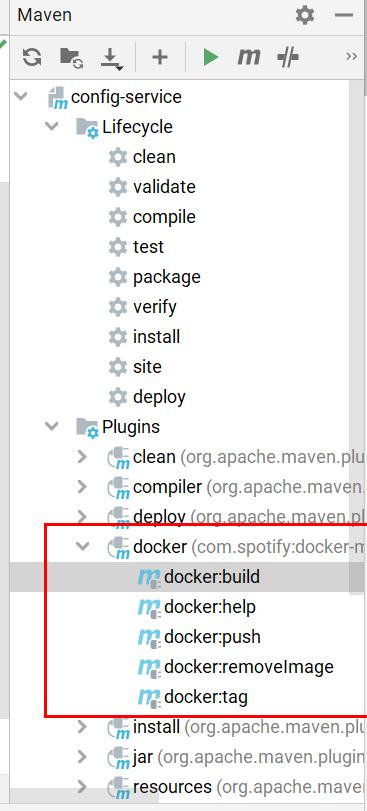 Maven
config-service
Lifecycle
clean
validate
compile
test
package
verify
install
site
deploy
Plugins
clean (org.apache.maven.plu
compiler (org.apache.maven.
deploy (org.apache.maven.pl
docker (com.spotify:docker-m
docker:build
docker:help
docker:push
docker:removeImage
docker:tag
install (org.apache.maven.plu
jar (org.apache.maven.plugin
resources (org.apache.maven